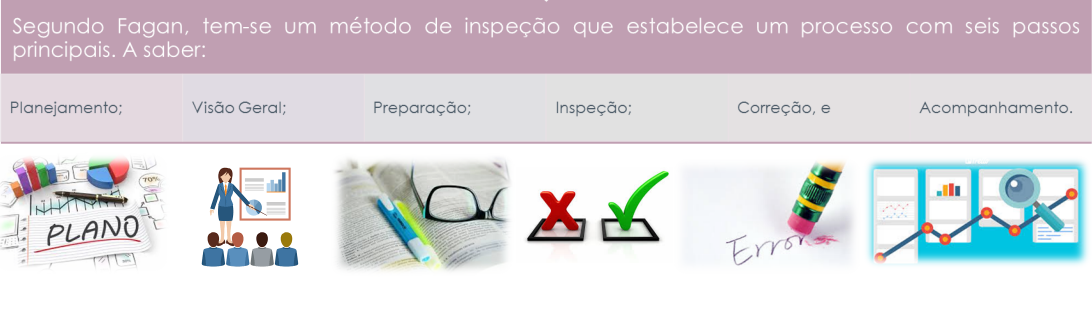 Segundo Fagan, tem-se um método de inspeção que estabelece um processo com seis passos
principais. A saber:
Planejamento;
Visão Geral;
Preparação;
Inspeção;
Correção, e
Acompanhamento.
70%
PLANO
Error